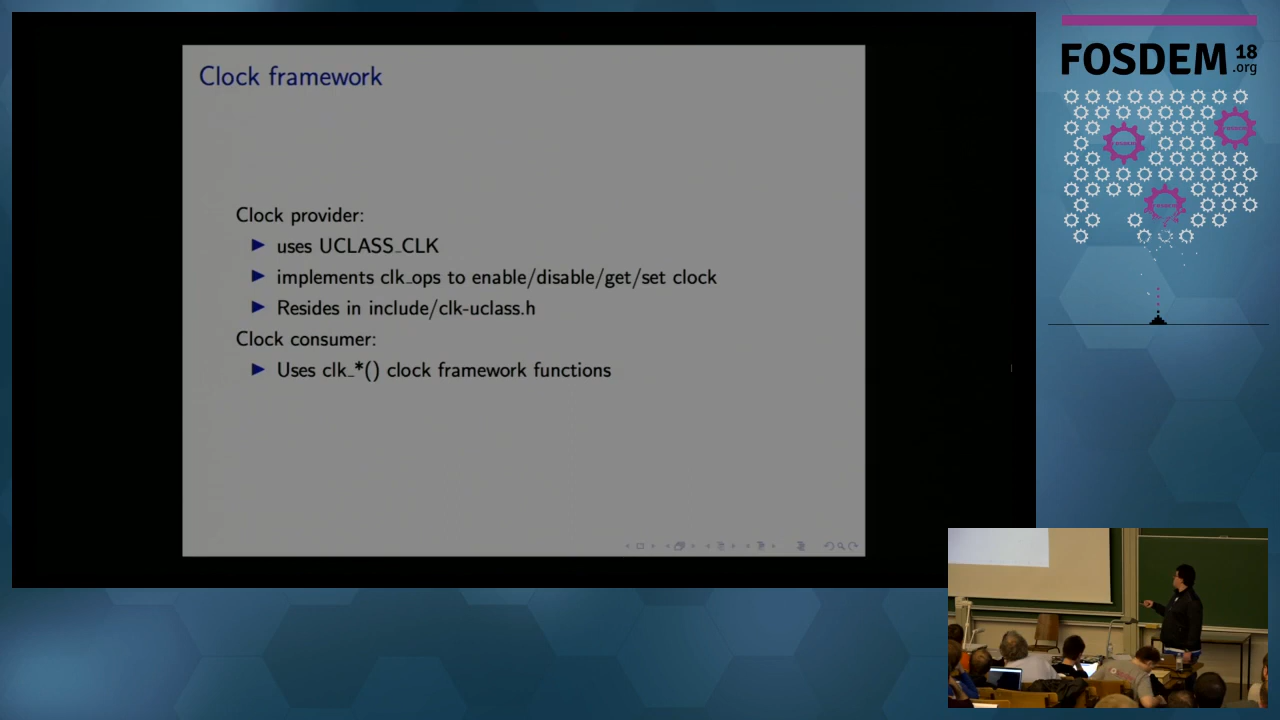 Clock framework
Clock provider:
uses UCLASS_CLK
implements clk_ops to enable/disable/get/set clock
Resides in include/clk-uclass.h
Clock consumer:
Uses clk_*() clock framework functions
FOSDEM 18
.org